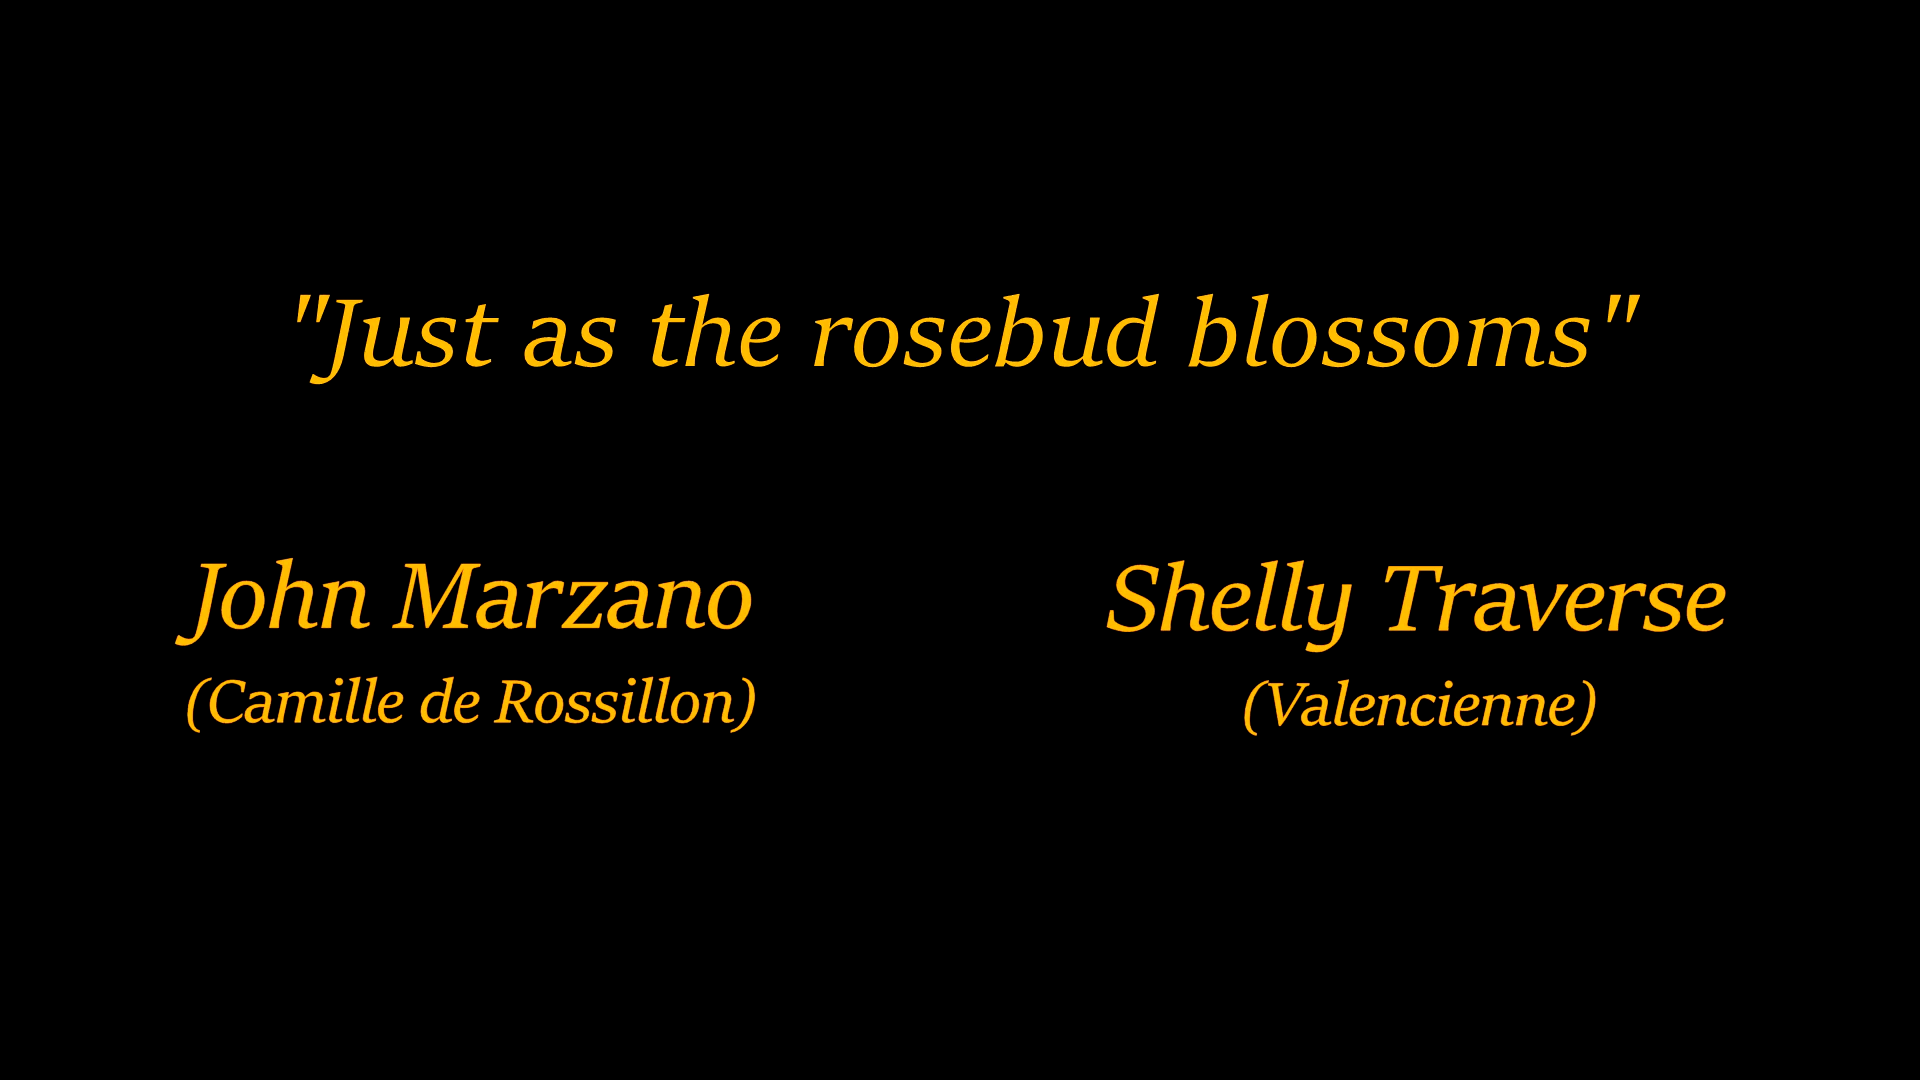 "Just as the rosebud blossoms"
John Marzano
(Camille de Rossillon)
Shelly Traverse
(Valencienne)